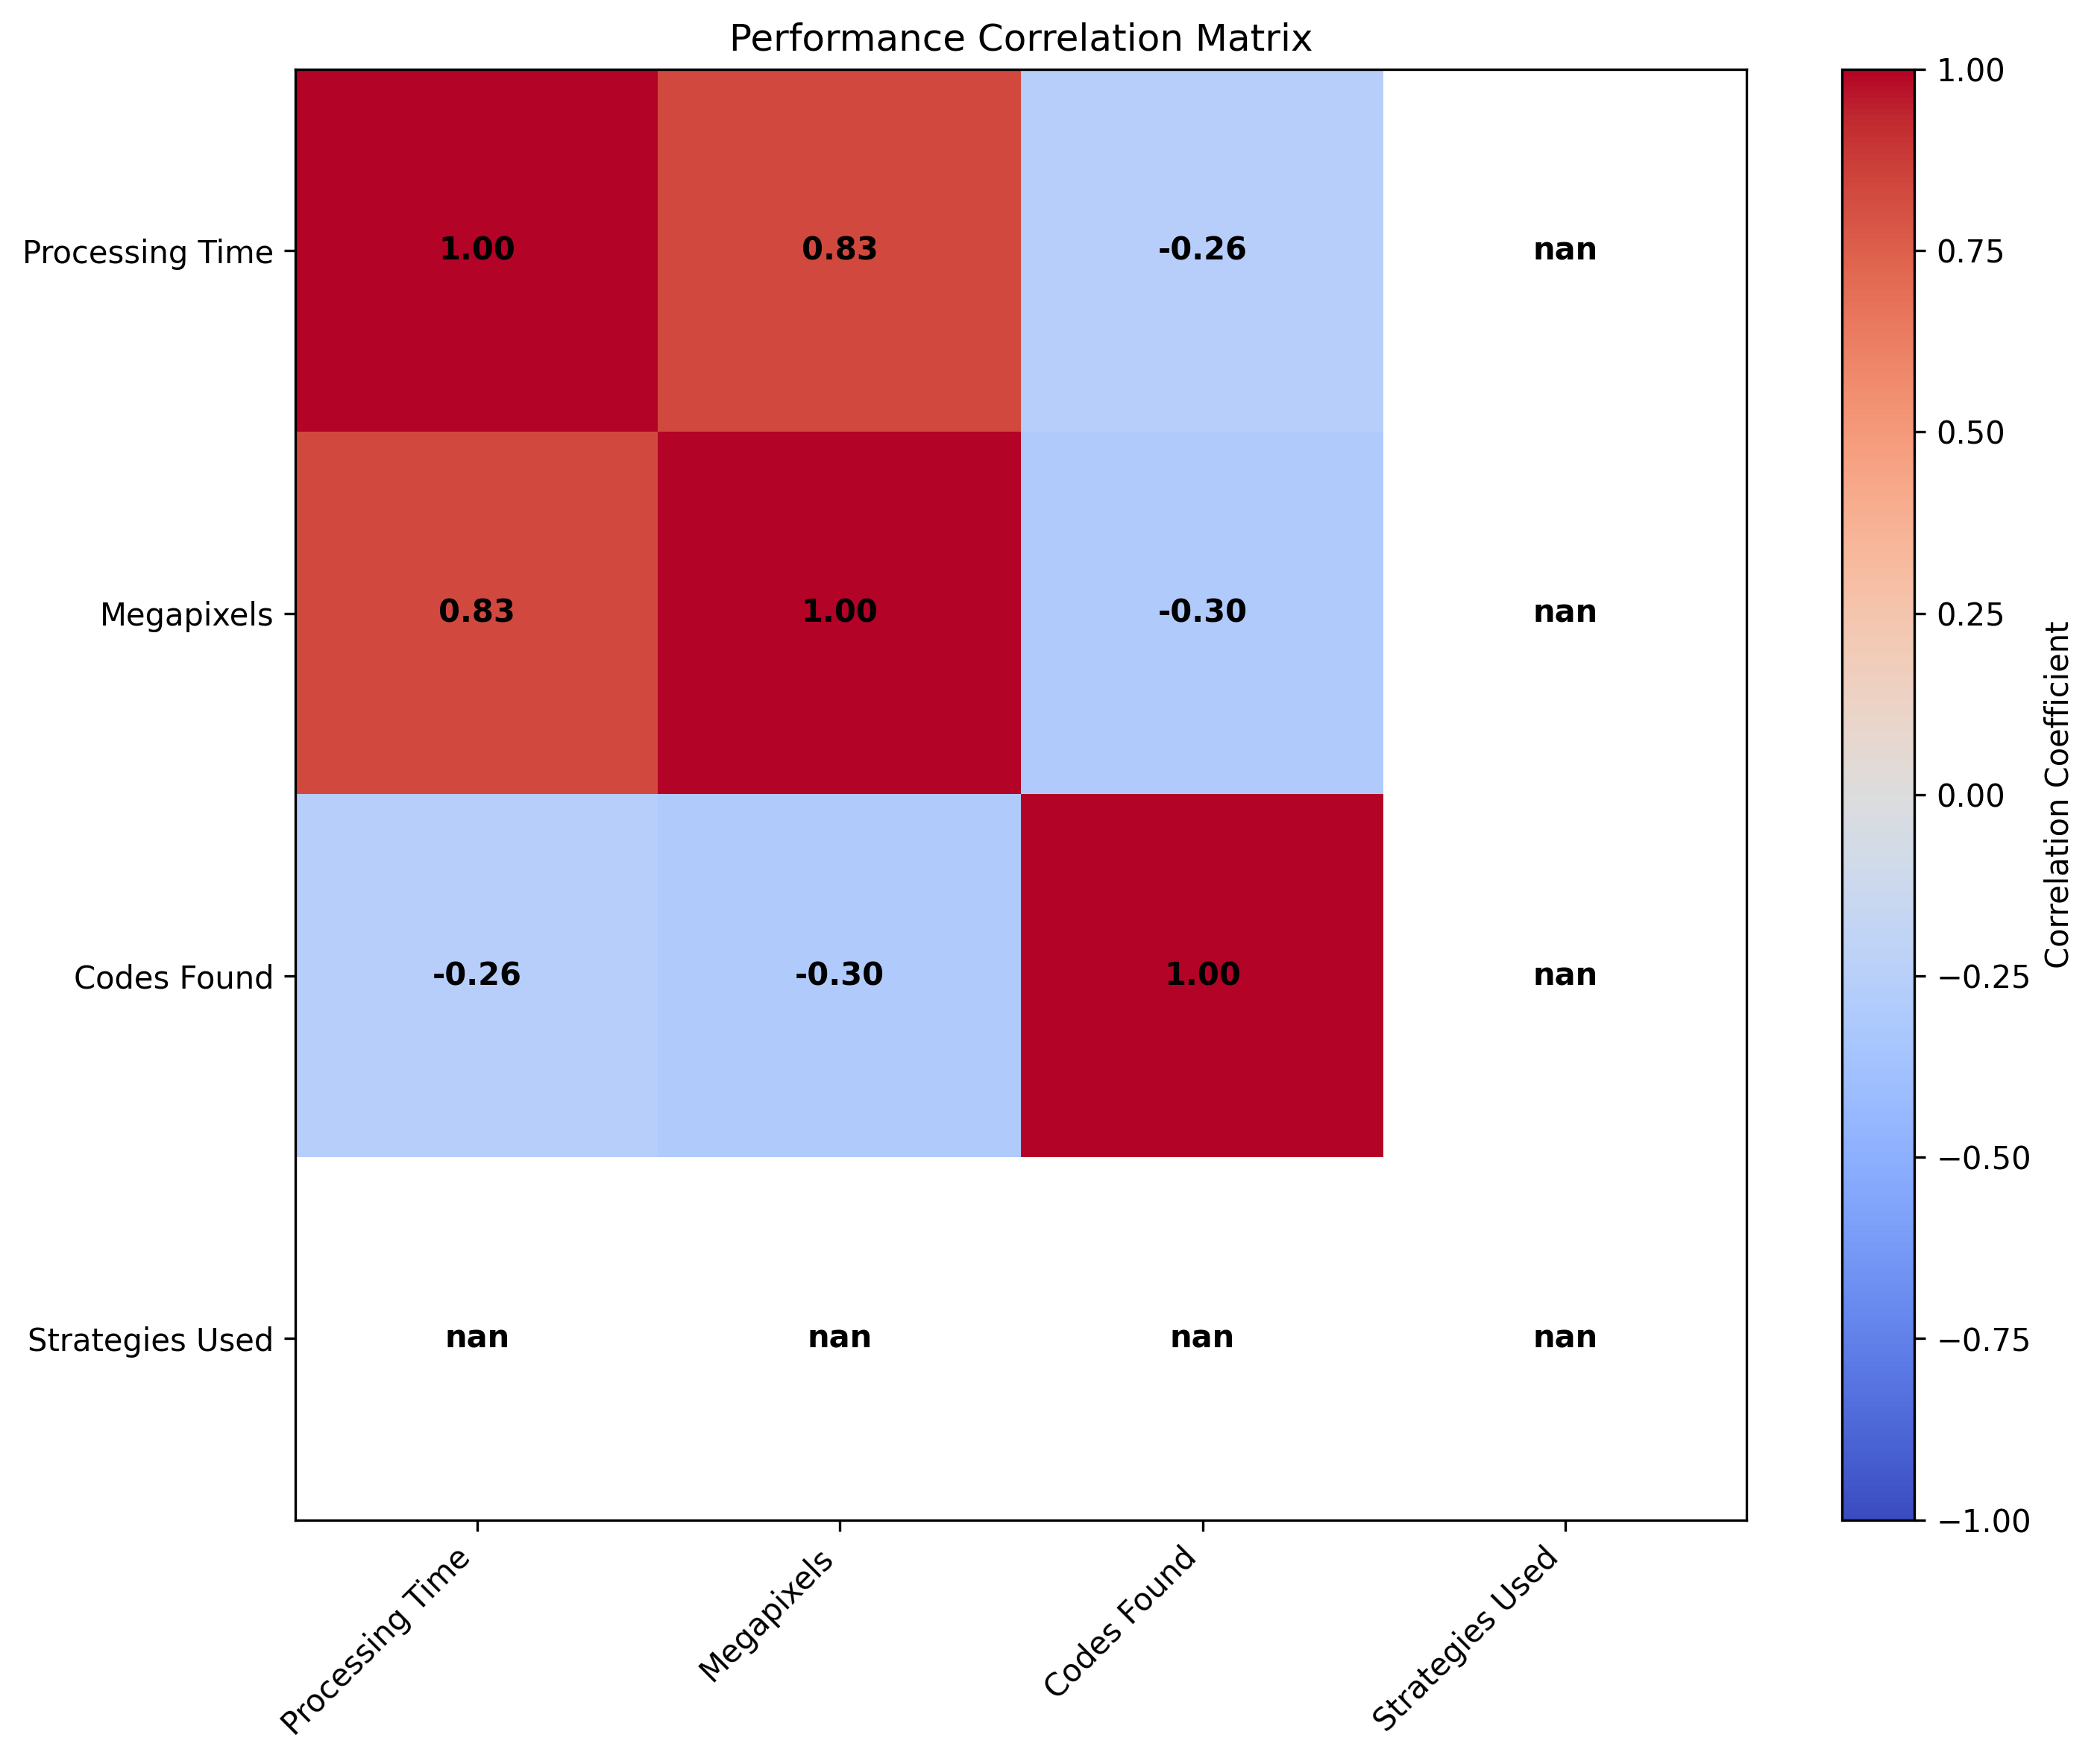 Performance Correlation Matrix
Processing Time 1.00 0.83 -0.26 nan
Megapixels 0.83 1.00 -0.30 nan
Codes Found -0.26 -0.30 1.00 nan
Strategies Used nan nan nan nan
Processing Time
Megapixels
Codes Found
Strategies Used
1.00
0.75
0.50
0.25
0.00
−0.25
−0.50
−0.75
−1.00
Correlation Coefficient